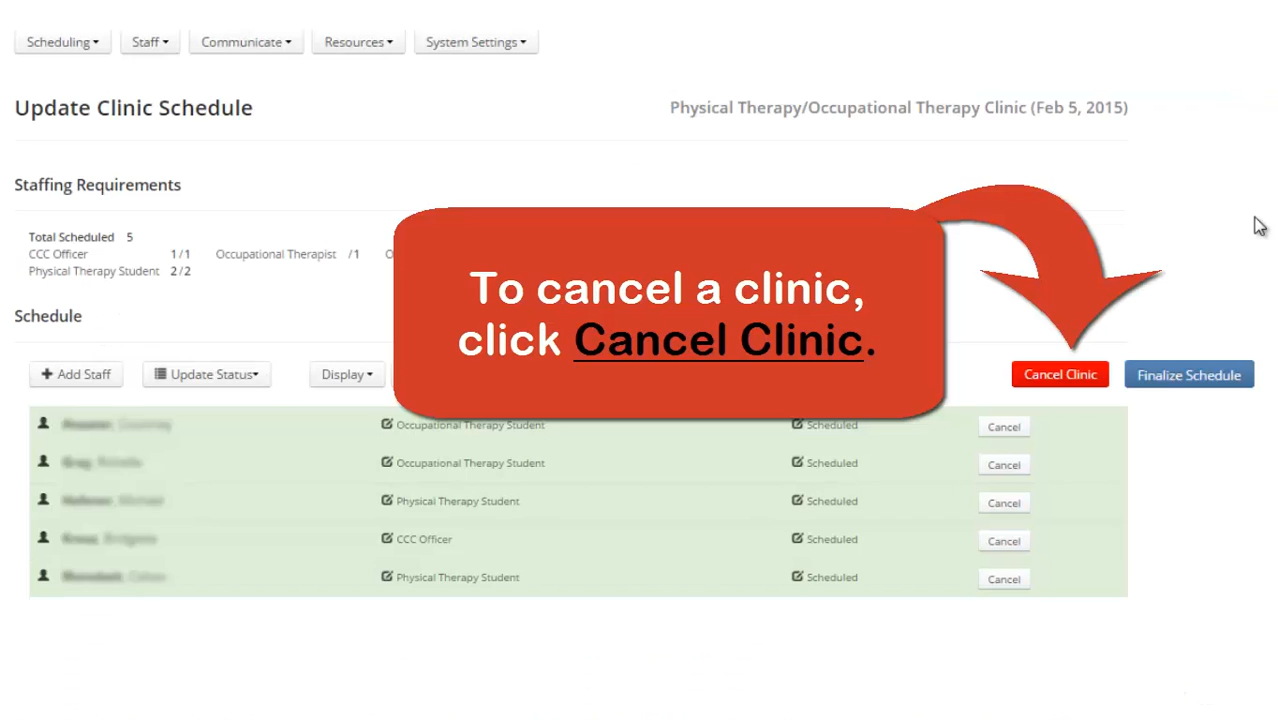 Scheduling Staff Communicate Resources System Settings
Update Clinic Schedule Physical Therapy/Occupational Therapy Clinic (Feb 5, 2015)
Staffing Requirements
Total Scheduled 5
CCC Officer 1/1 Occupational Therapist /1
Physical Therapy Student 2/2
To cancel a clinic,
click Cancel Clinic.
Schedule
Add Staff Update Status Display Cancel Clinic Finalize Schedule
Occupational Therapy Student Scheduled Cancel
Occupational Therapy Student Scheduled Cancel
Physical Therapy Student Scheduled Cancel
CCC Officer Scheduled Cancel
Physical Therapy Student Scheduled Cancel